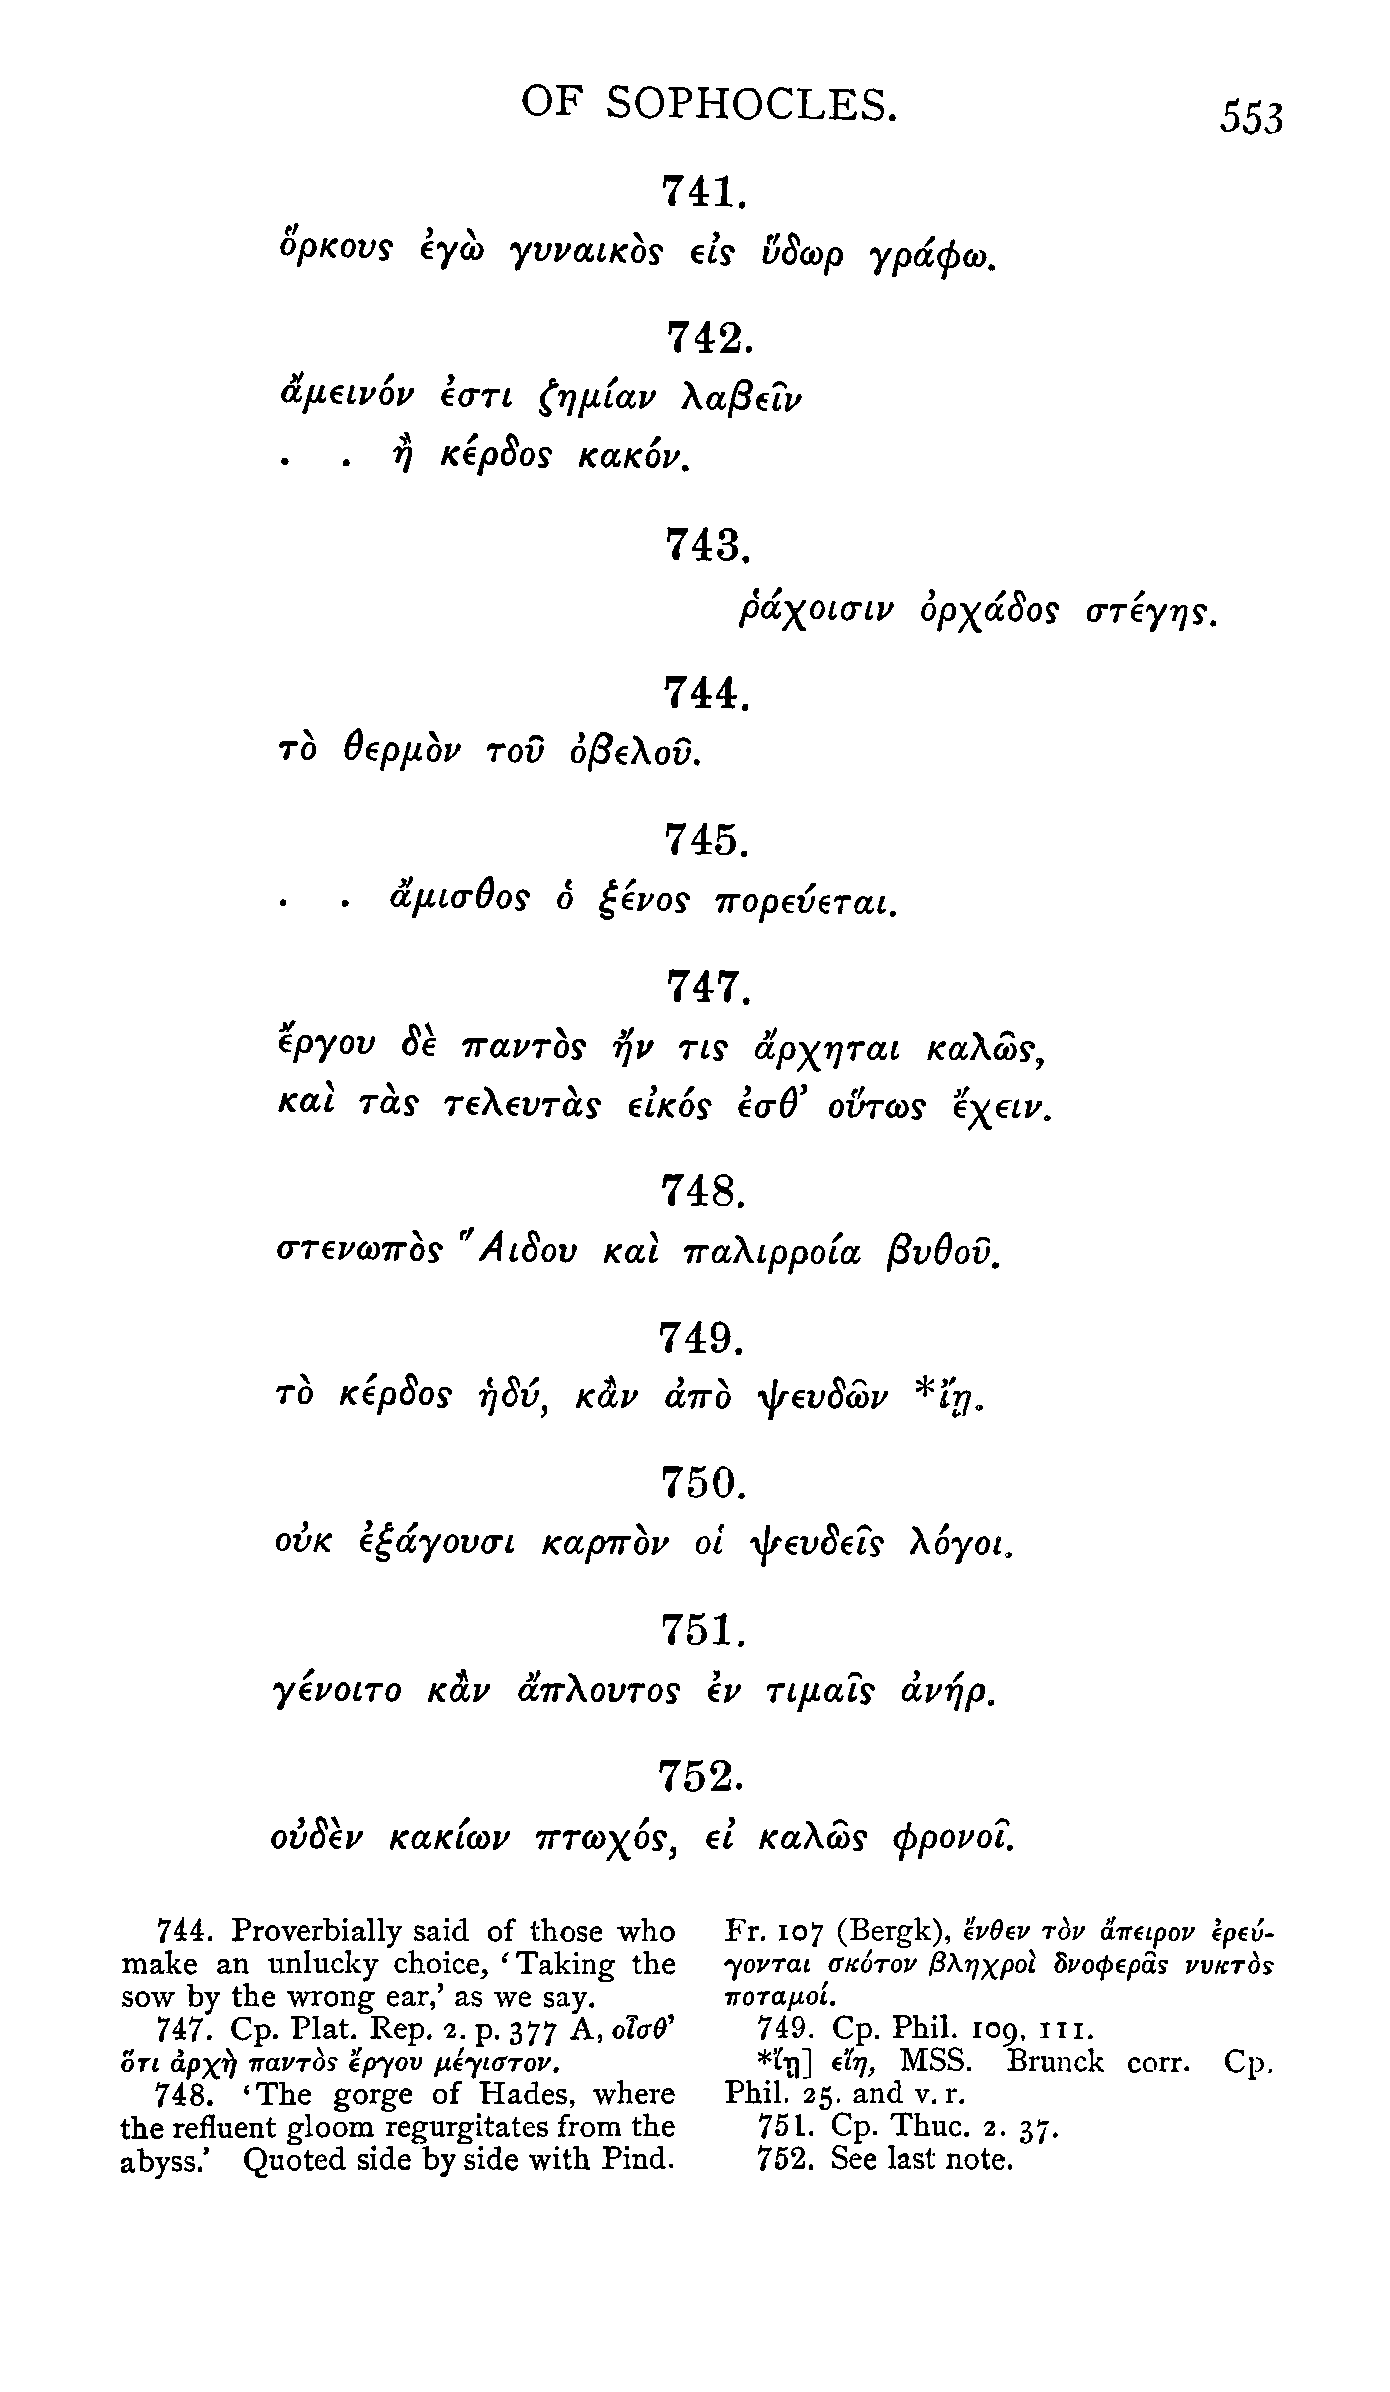 OF SOPHOCLES.
553
741.
ὅρκους ἐγὼ γυναικὸς εἰς ὕδωρ γράφω.
742.
ἄμεινόν ἐστι ζημίαν λαβεῖν
. . ἢ κέρδος κακόν.
743.
ῥάχοισιν ὀρχάδος στέγης.
744.
τὸ θερμὸν τοῦ ὀβελοῦ.
745.
. . ἄμισθος ὁ ξένος πορεύεται.
747.
ἔργου δὲ παντὸς ἤν τις ἄρχηται καλῶς,
καὶ τὰς τελευτὰς εἰκός ἐσθ’ οὕτως ἔχειν.
748.
στενωπὸς Ἅιδου καὶ παλιρροία βυθοῦ.
749.
τὸ κέρδος ἡδύ, κἂν ἀπὸ ψευδῶν *ἴῃ.
750.
οὐκ ἐξάγουσι καρπὸν οἱ ψευδεῖς λόγοι.
751.
γένοιτο κἂν ἄπλουτος ἐν τιμαῖς ἀνήρ.
752.
οὐδὲν κακίων πτωχός, εἰ καλῶς φρονοῖ.
744. Proverbially said of those who
make an unlucky choice, ‘Taking the
sow by the wrong ear,’ as we say.
747. Cp. Plat. Rep. 2. p. 377 A, οἶσθ’
ὅτι ἀρχὴ παντὸς ἔργου μέγιστον.
748. ‘The gorge of Hades, where
the refluent gloom regurgitates from the
abyss.’ Quoted side by side with Pind.
Fr. 107 (Bergk), ἔνθεν τὸν ἄπειρον ἐρεύ-
γονται σκότον βληχροὶ δνοφερᾶς νυκτὸς
ποταμοί.
749. Cp. Phil. 109, 111.
*ἴῃ] εἴη, MSS. Brunck corr. Cp.
Phil. 25. and v. r.
751. Cp. Thuc. 2. 37.
752. See last note.